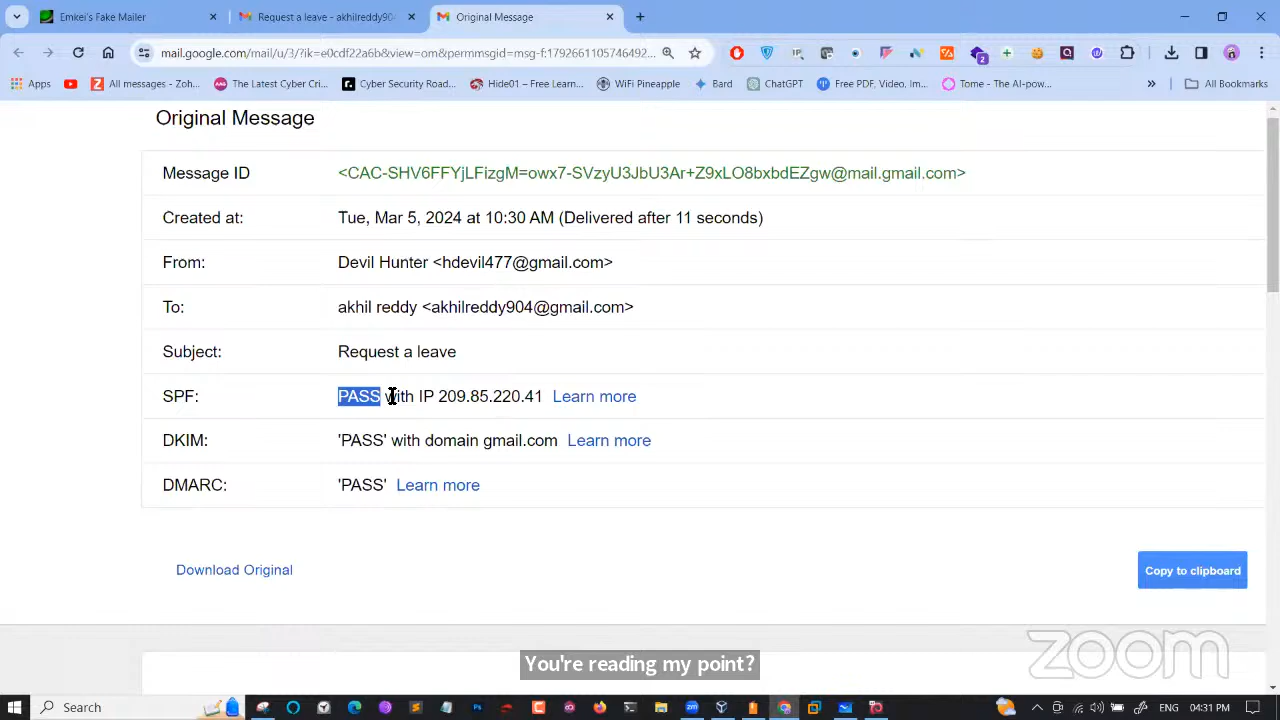 Emkei's Fake Mailer
Request a leave - akhilreddy90
Original Message
mail.google.com/mail/u/3/?ik=e0cdf22a6b&view=om&permmsgid=msg-f:1792661105746492...
Apps
All messages - Zoh...
The Latest Cyber Cri...
Cyber Security Road...
Hide01 – Free Learn...
WiFi Pineapple
Bard
ChatGPT
Free PDF, Video, Im...
Tome - The AI-pow...
»
All Bookmarks
Original Message
Message ID <CAC-SHV6FFYjLFizgM=owx7-SVzyU3JbU3Ar+Z9xLO8bxbdEZgw@mail.gmail.com>
Created at: Tue, Mar 5, 2024 at 10:30 AM (Delivered after 11 seconds)
From: Devil Hunter <hdevil477@gmail.com>
To: akhil reddy <akhilreddy904@gmail.com>
Subject: Request a leave
SPF: PASS with IP 209.85.220.41 Learn more
DKIM: 'PASS' with domain gmail.com Learn more
DMARC: 'PASS' Learn more
Download Original
Copy to clipboard
zoom
You're reading my point?
Search
ENG
04:31 PM